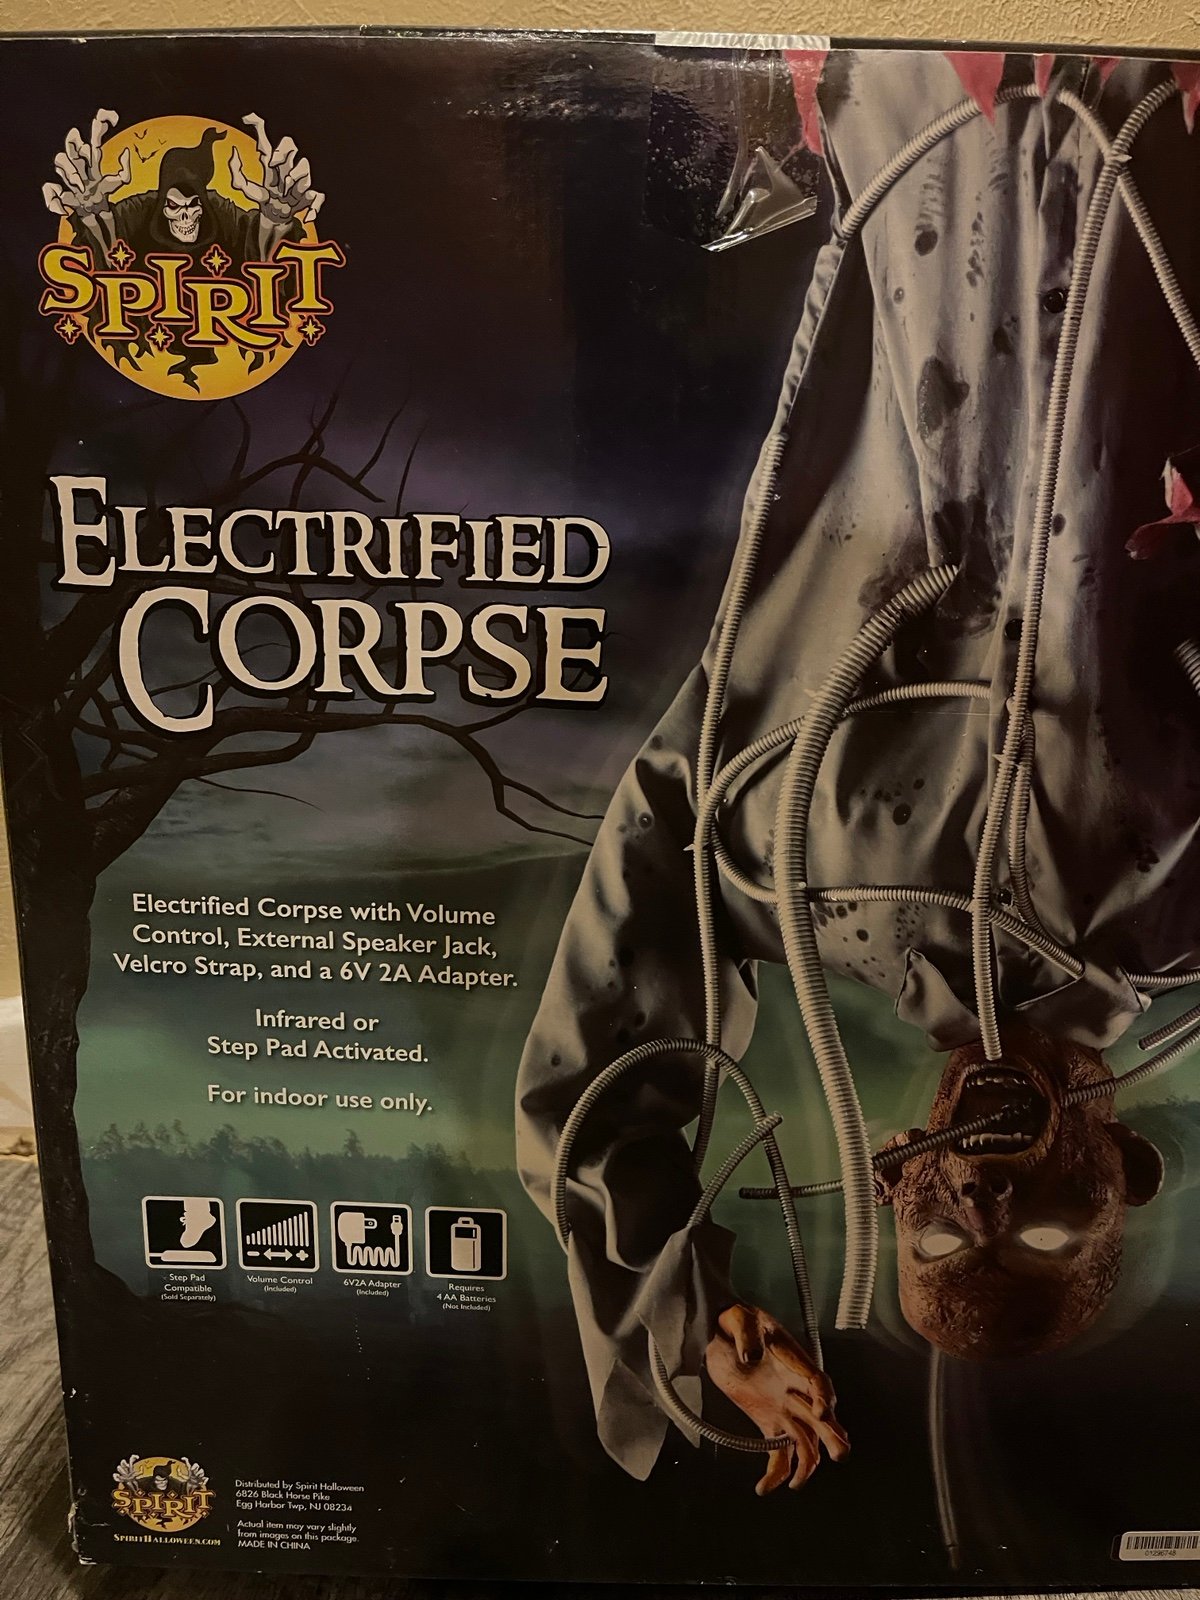 SPIRIT
ELECTRIFIED
CORPSE
Electrified Corpse with Volume
Control, External Speaker Jack,
Velcro Strap, and a 6V 2A Adapter.
Infrared or
Step Pad Activated.
For indoor use only.
Step Pad
Compatible
(Sold Separately)
Volume Control
(Included)
6V2A Adapter
(Included)
Requires
4 AA Batteries
(Not Included)
SPIRIT
SPIRITHALLOWEEN.COM
Distributed by Spirit Halloween
6826 Black Horse Pike
Egg Harbor Twp, NJ 08234
Actual item may vary slightly
from images on this package.
MADE IN CHINA